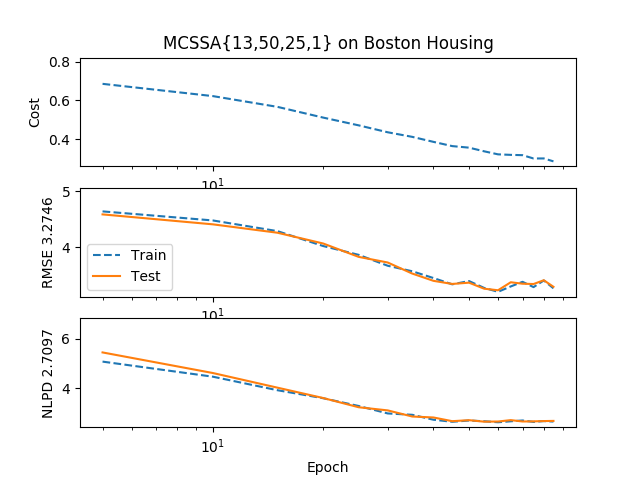 MCSSA{13,50,25,1} on Boston Housing
0.8
0.6
0.4
Cost
10¹
5
4
RMSE 3.2746
Train
Test
10¹
6
4
NLPD 2.7097
10¹
Epoch